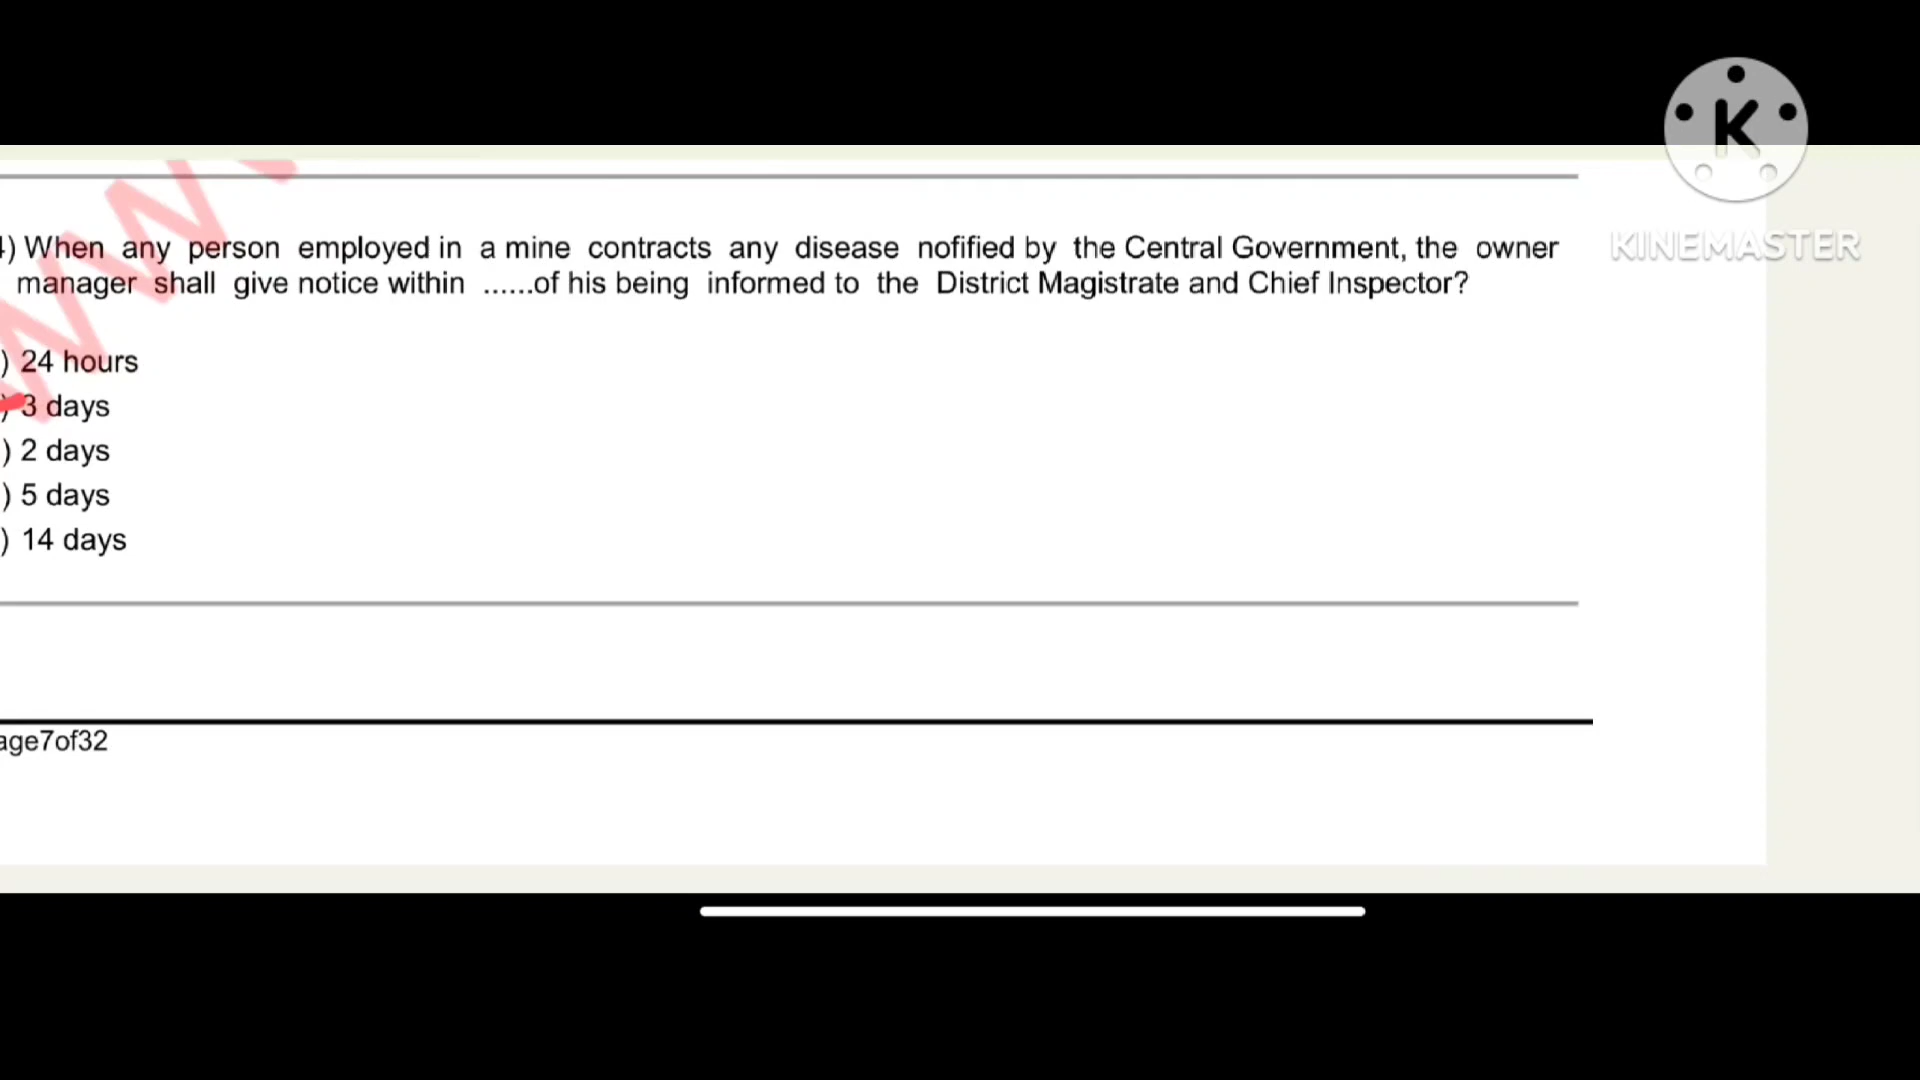 K
KINEMASTER
4) When any person employed in a mine contracts any disease nofified by the Central Government, the owner
manager shall give notice within ......of his being informed to the District Magistrate and Chief Inspector?
) 24 hours
) 3 days
) 2 days
) 5 days
) 14 days
age7of32